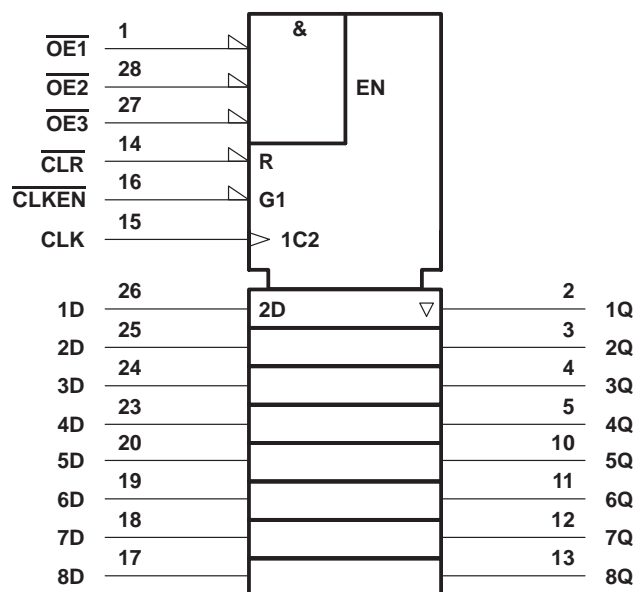 &
OE1 1
OE2 28
EN
OE3 27
CLR 14 R
CLKEN 16 G1
CLK 15 1C2
1D 26 2D 2 1Q
2D 25 3 2Q
3D 24 4 3Q
4D 23 5 4Q
5D 20 10 5Q
6D 19 11 6Q
7D 18 12 7Q
8D 17 13 8Q